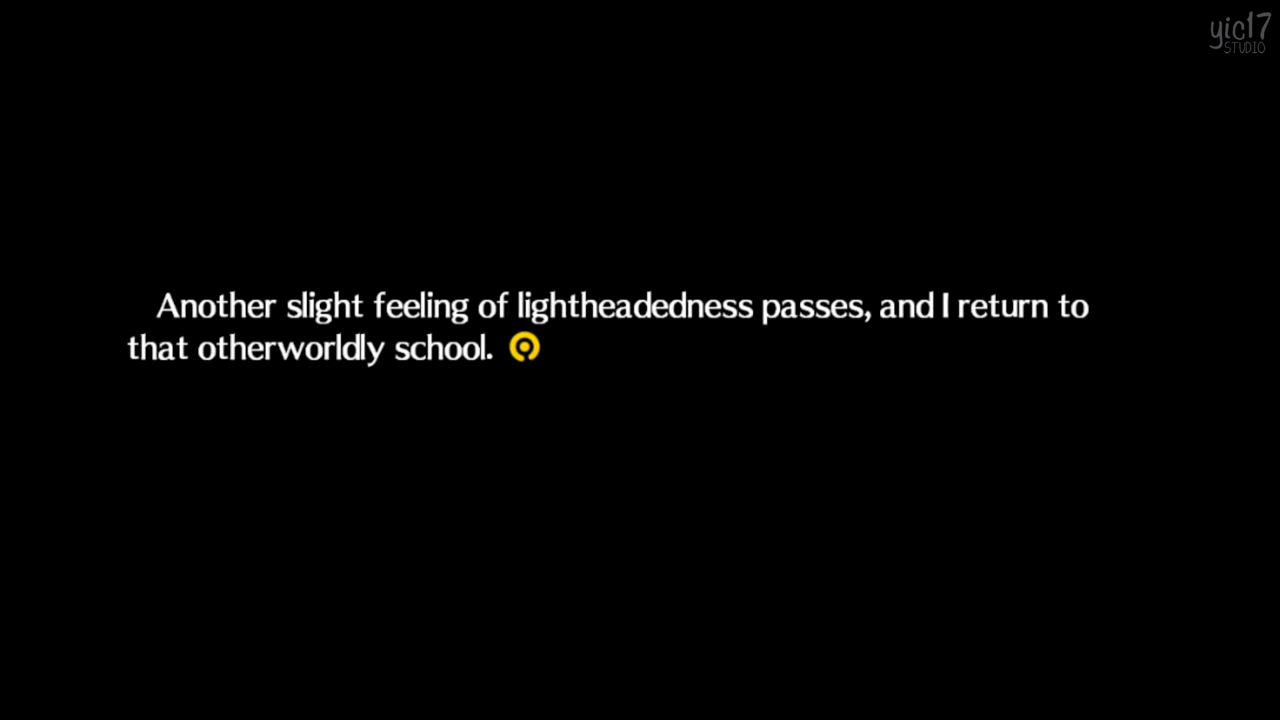 yic17
STUDIO
Another slight feeling of lightheadedness passes, and I return to
that otherworldly school.